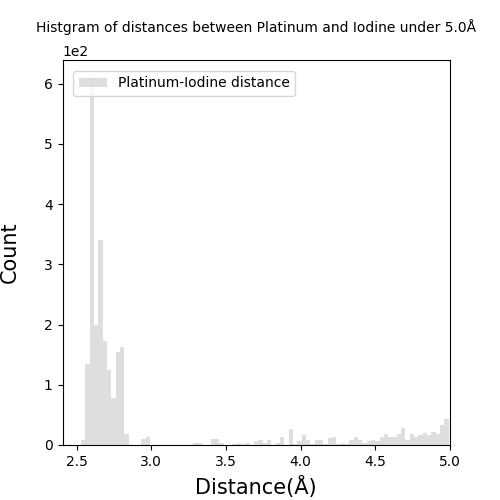 Histgram of distances between Platinum and Iodine under 5.0Å
1e2
Platinum-Iodine distance
6
5
4
3
2
1
0
Count
2.5 3.0 3.5 4.0 4.5 5.0
Distance(Å)